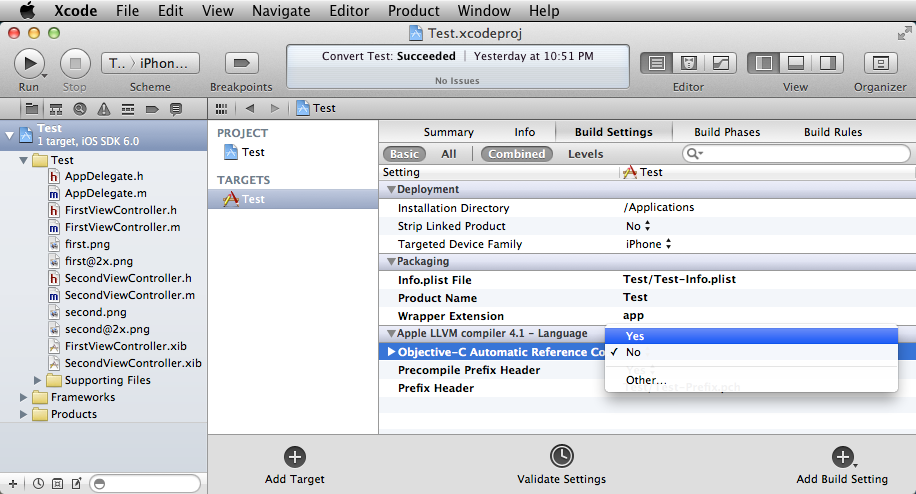 Xcode File Edit View Navigate Editor Product Window Help
Test.xcodeproj
Convert Test: Succeeded | Yesterday at 10:51 PM
No Issues
T.. iPhon...
Run Stop Scheme Breakpoints Editor View Organizer
Test
Test
1 target, iOS SDK 6.0
Test
AppDelegate.h
AppDelegate.m
FirstViewController.h
FirstViewController.m
first.png
first@2x.png
SecondViewController.h
SecondViewController.m
second.png
second@2x.png
FirstViewController.xib
SecondViewController.xib
Supporting Files
Frameworks
Products
PROJECT
Test
TARGETS
Test
Summary Info Build Settings Build Phases Build Rules
Basic All Combined Levels
Setting Test
Deployment
Installation Directory /Applications
Strip Linked Product No
Targeted Device Family iPhone
Packaging
Info.plist File Test/Test-Info.plist
Product Name Test
Wrapper Extension app
Apple LLVM compiler 4.1 - Language
Yes
Objective-C Automatic Reference Co No
Precompile Prefix Header Yes
Other...
Prefix Header Test/Test-Prefix.pch
Add Target Validate Settings Add Build Setting